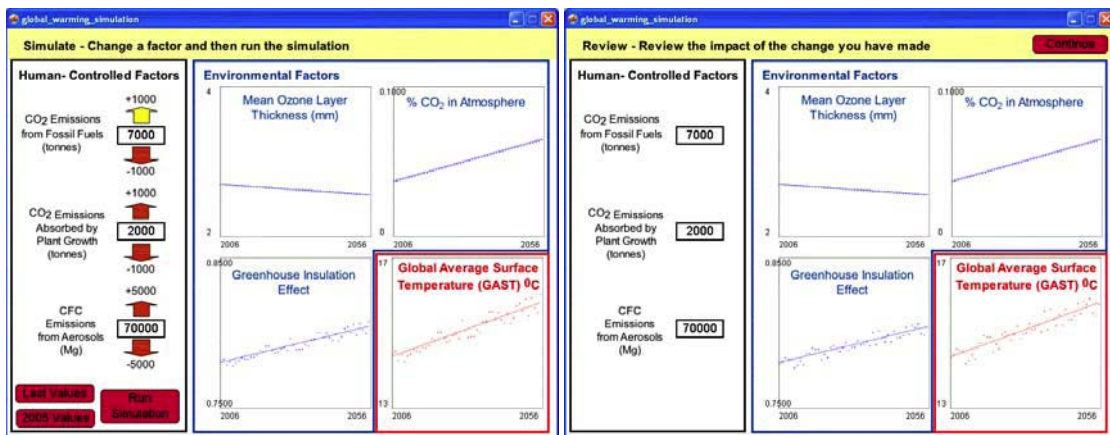 global_warming_simulation
Simulate - Change a factor and then run the simulation
Human- Controlled Factors
+1000
CO2 Emissions
from Fossil Fuels
(tonnes)
7000
-1000
+1000
CO2 Emissions
Absorbed by
Plant Growth
(tonnes)
2000
-1000
+5000
CFC
Emissions
from Aerosols
(Mg)
70000
-5000
Last Values
2005 Values
Run
Simulation
Environmental Factors
4
Mean Ozone Layer
Thickness (mm)
2
2006
2056
0.1000
% CO2 in Atmosphere
0
2006
2056
0.8500
Greenhouse Insulation
Effect
0.7500
2006
2056
17
Global Average Surface
Temperature (GAST) 0C
13
2006
2056
global_warming_simulation
Review - Review the impact of the change you have made
Continue
Human- Controlled Factors
CO2 Emissions
from Fossil Fuels
(tonnes)
7000
CO2 Emissions
Absorbed by
Plant Growth
(tonnes)
2000
CFC
Emissions
from Aerosols
(Mg)
70000
Environmental Factors
4
Mean Ozone Layer
Thickness (mm)
2
2006
2056
0.1000
% CO2 in Atmosphere
0
2006
2056
0.8500
Greenhouse Insulation
Effect
0.7500
2006
2056
17
Global Average Surface
Temperature (GAST) 0C
13
2006
2056